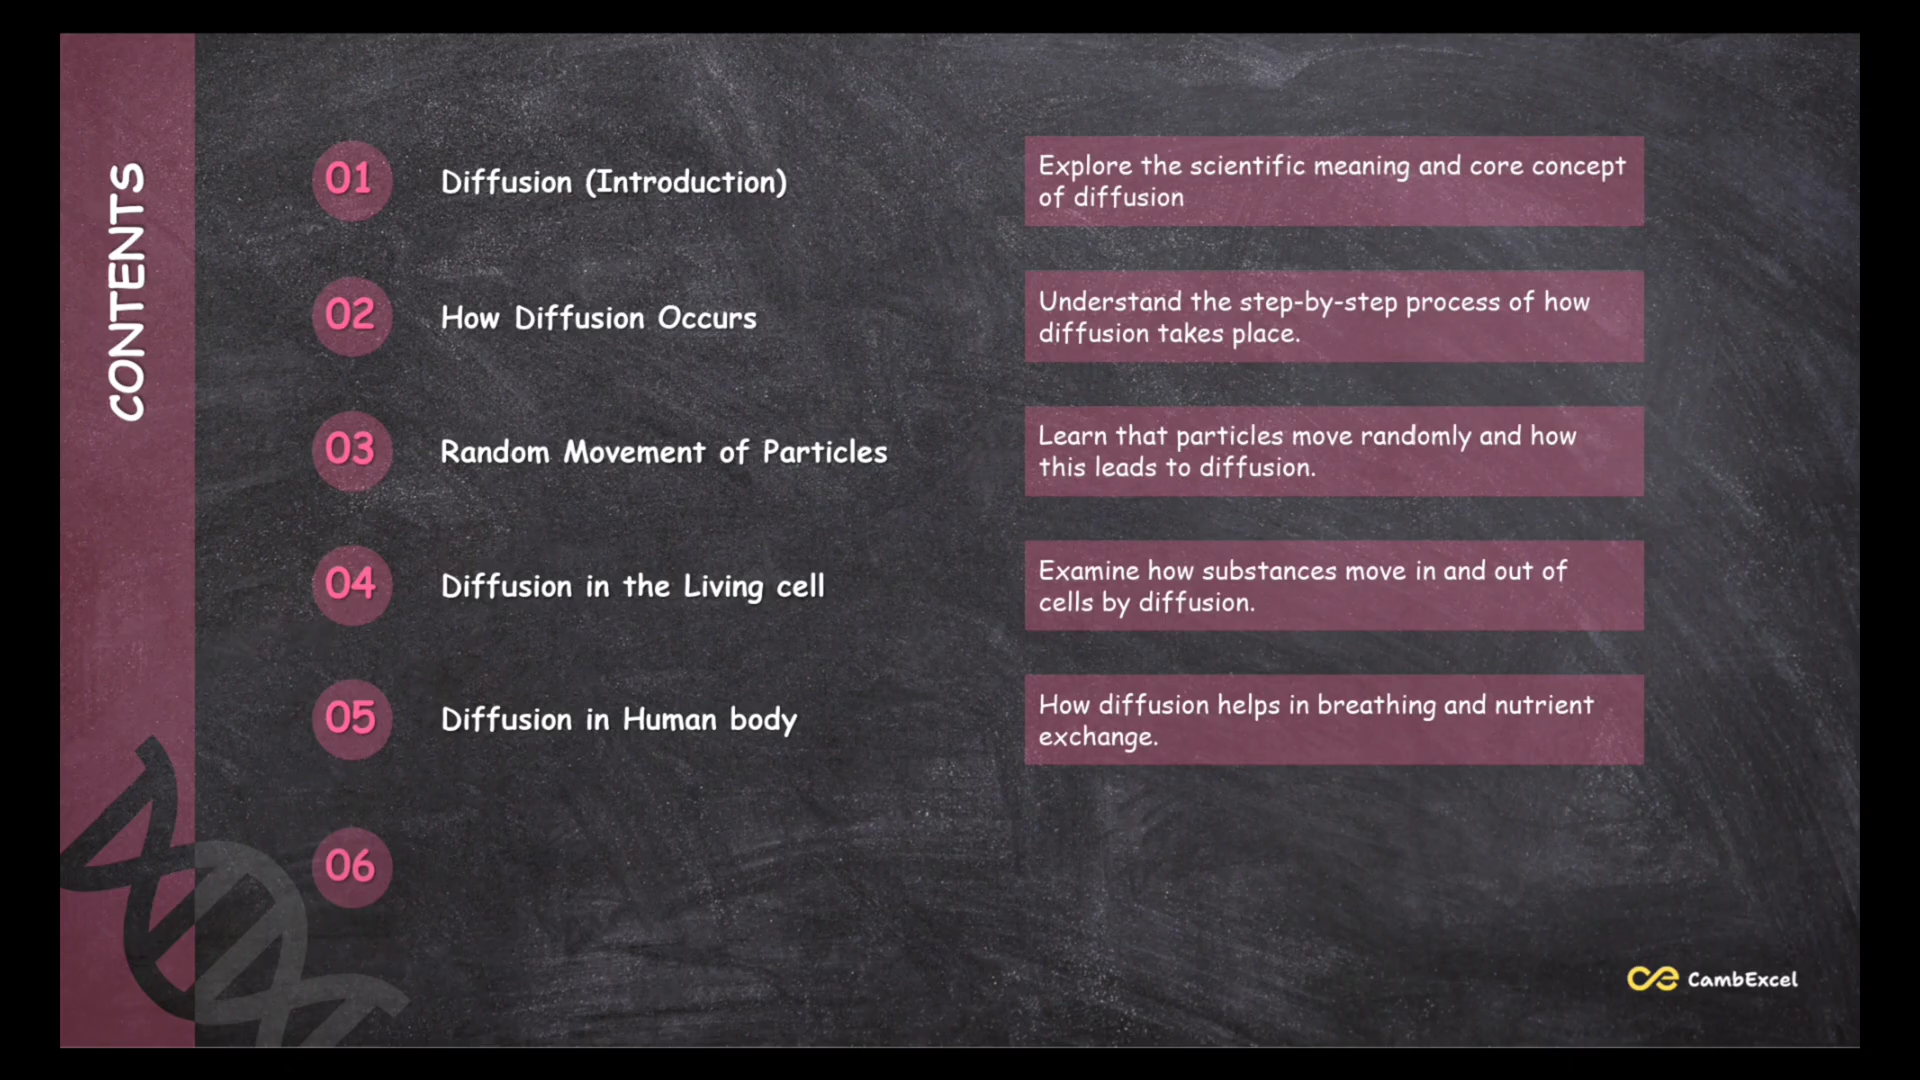 CONTENTS
01
Diffusion (Introduction)
Explore the scientific meaning and core concept
of diffusion
02
How Diffusion Occurs
Understand the step-by-step process of how
diffusion takes place.
03
Random Movement of Particles
Learn that particles move randomly and how
this leads to diffusion.
04
Diffusion in the Living cell
Examine how substances move in and out of
cells by diffusion.
05
Diffusion in Human body
How diffusion helps in breathing and nutrient
exchange.
06
CambExcel